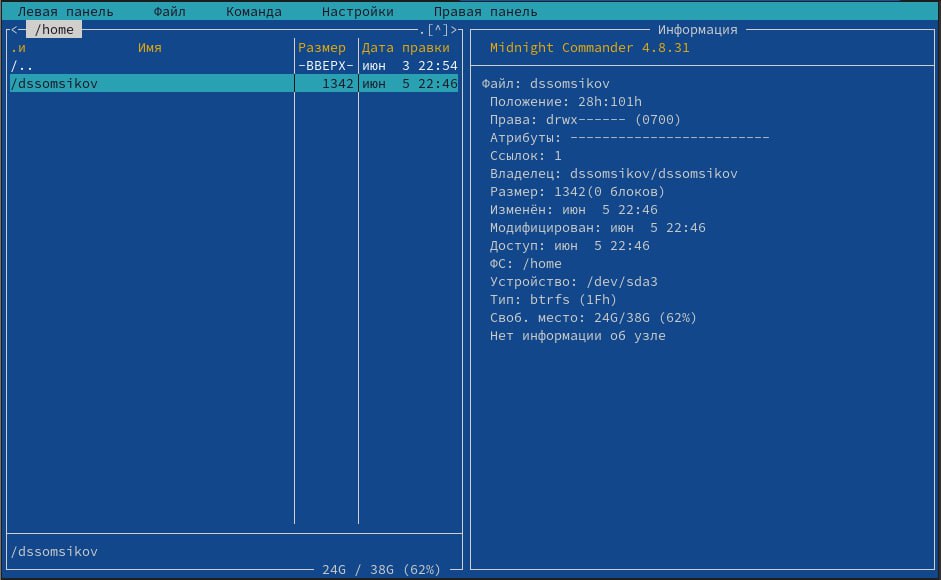 Левая панель Файл Команда Настройки Правая панель
<- /home .[^]>
.и Имя Размер Дата правки
/.. -ВВЕРХ- июн 3 22:54
/dssomsikov 1342 июн 5 22:46
/dssomsikov
24G / 38G (62%)
Информация
Midnight Commander 4.8.31
Файл: dssomsikov
Положение: 28h:101h
Права: drwx------ (0700)
Атрибуты: -------------------------
Ссылок: 1
Владелец: dssomsikov/dssomsikov
Размер: 1342(0 блоков)
Изменён: июн 5 22:46
Модифицирован: июн 5 22:46
Доступ: июн 5 22:46
ФС: /home
Устройство: /dev/sda3
Тип: btrfs (1Fh)
Своб. место: 24G/38G (62%)
Нет информации об узле